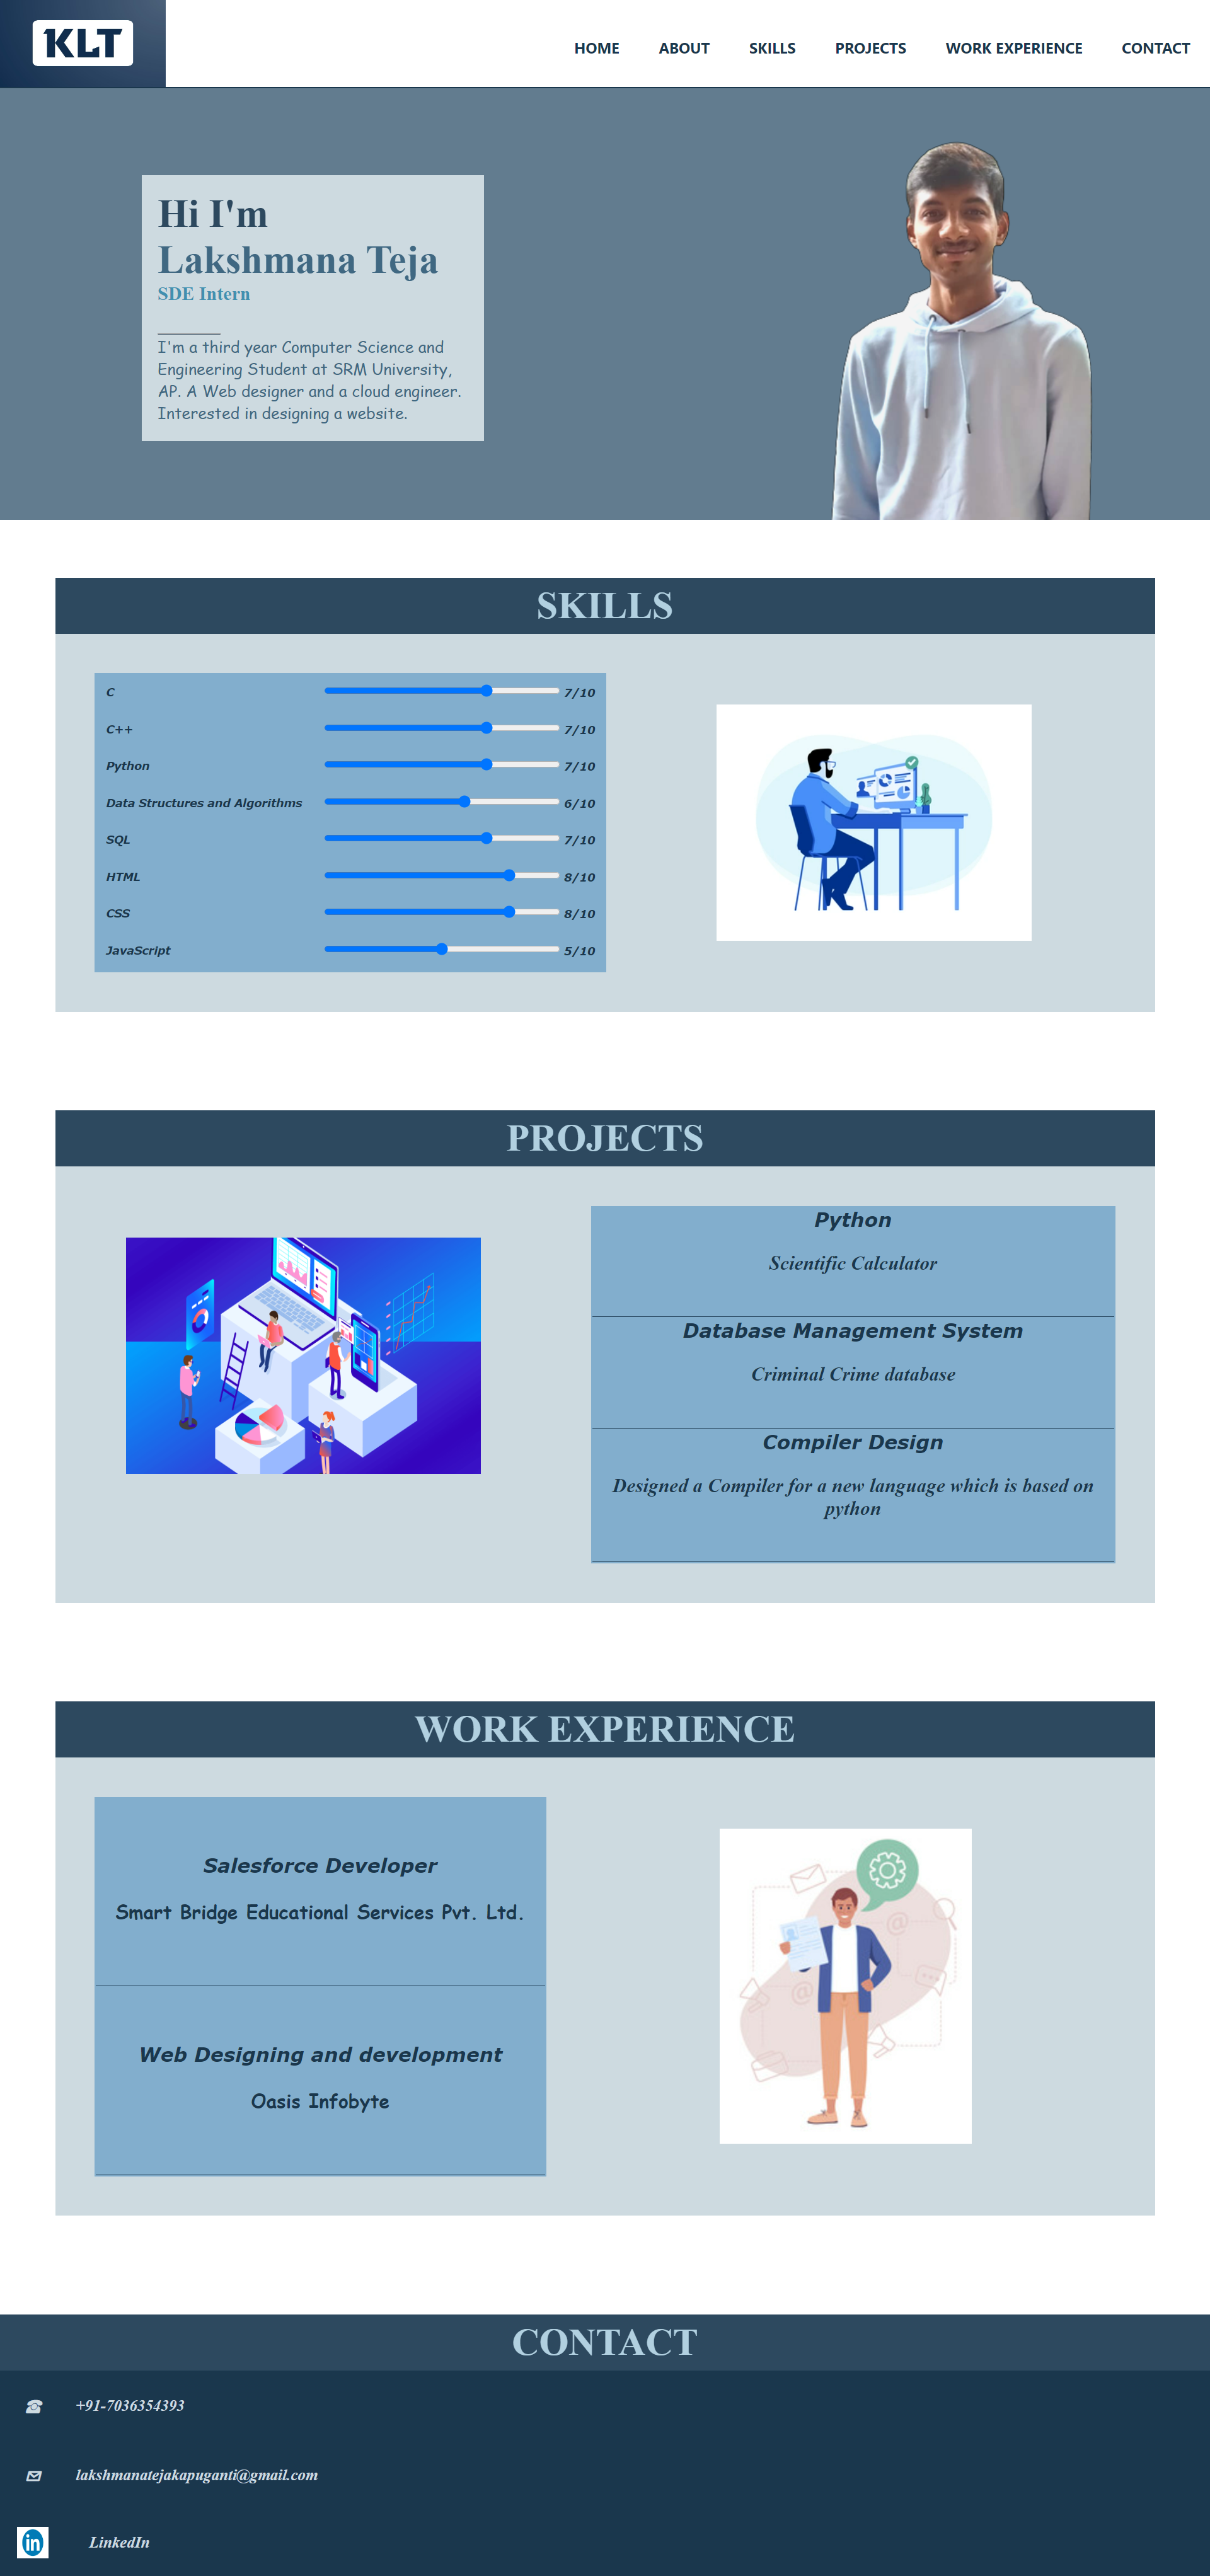 KLT
HOME ABOUT SKILLS PROJECTS WORK EXPERIENCE CONTACT
Hi I'm
Lakshmana Teja
SDE Intern
I'm a third year Computer Science and
Engineering Student at SRM University,
AP. A Web designer and a cloud engineer.
Interested in designing a website.
SKILLS
C 7/10
C++ 7/10
Python 7/10
Data Structures and Algorithms 6/10
SQL 7/10
HTML 8/10
CSS 8/10
JavaScript 5/10
PROJECTS
Python
Scientific Calculator
Database Management System
Criminal Crime database
Compiler Design
Designed a Compiler for a new language which is based on
python
WORK EXPERIENCE
Salesforce Developer
Smart Bridge Educational Services Pvt. Ltd.
Web Designing and development
Oasis Infobyte
CONTACT
+91-7036354393
lakshmanatejakapuganti@gmail.com
in LinkedIn